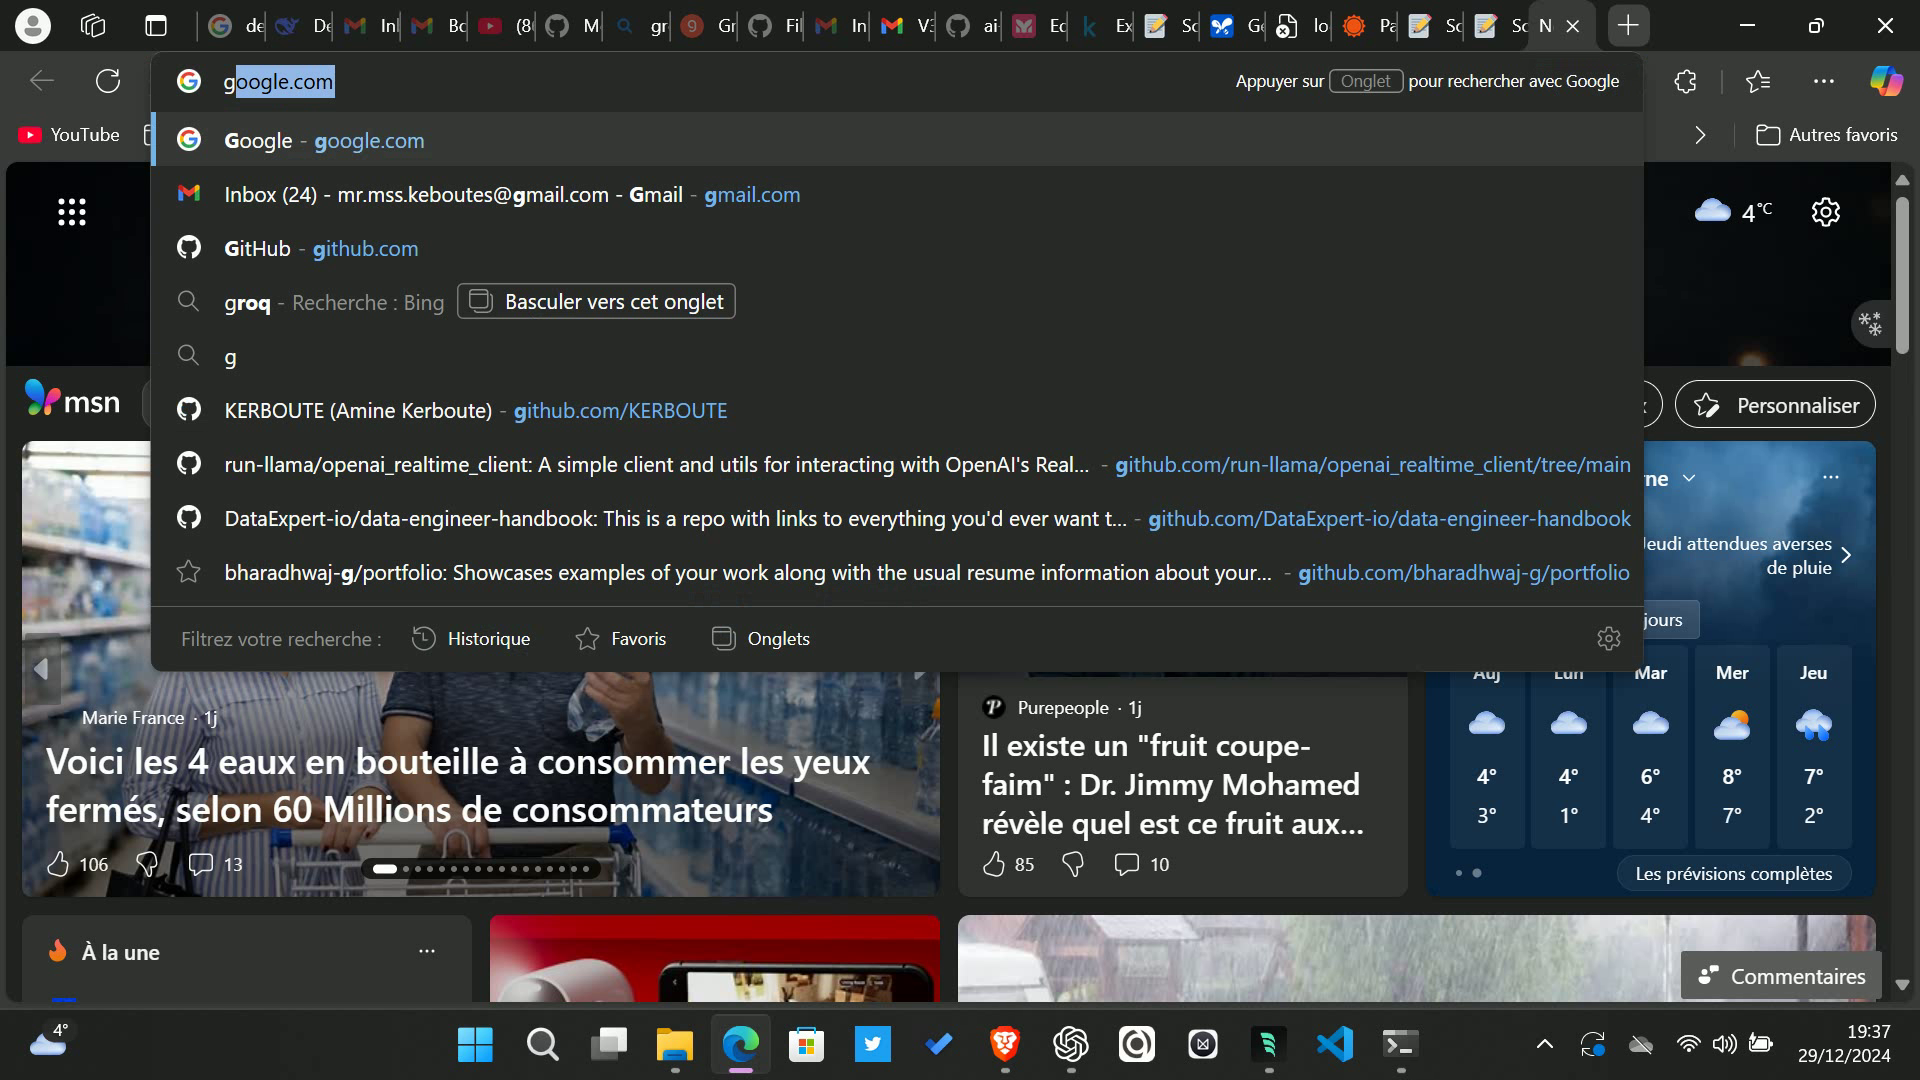 de
De
Inl
Bo
(8(
M
gr
Gr
Fil
In
V3
ai
Ec
Ex
Sc
Ge
lo
Pa
Sc
Sc
N
google.com
Appuyer sur Onglet pour rechercher avec Google
YouTube
Autres favoris
Google - google.com
Inbox (24) - mr.mss.keboutes@gmail.com - Gmail - gmail.com
GitHub - github.com
groq - Recherche : Bing Basculer vers cet onglet
g
KERBOUTE (Amine Kerboute) - github.com/KERBOUTE
run-llama/openai_realtime_client: A simple client and utils for interacting with OpenAI's Real... - github.com/run-llama/openai_realtime_client/tree/main
DataExpert-io/data-engineer-handbook: This is a repo with links to everything you'd ever want t... - github.com/DataExpert-io/data-engineer-handbook
bharadhwaj-g/portfolio: Showcases examples of your work along with the usual resume information about your... - github.com/bharadhwaj-g/portfolio
Filtrez votre recherche : Historique Favoris Onglets
4°C
msn
Personnaliser
Marie France · 1j
Voici les 4 eaux en bouteille à consommer les yeux
fermés, selon 60 Millions de consommateurs
106 13
Purepeople · 1j
Il existe un "fruit coupe-
faim" : Dr. Jimmy Mohamed
révèle quel est ce fruit aux...
85 10
ne
Jeudi attendues averses
de pluie
jours
Auj Lun Mar Mer Jeu
4° 4° 6° 8° 7°
3° 1° 4° 7° 2°
Les prévisions complètes
À la une
Commentaires
4°
19:37
29/12/2024